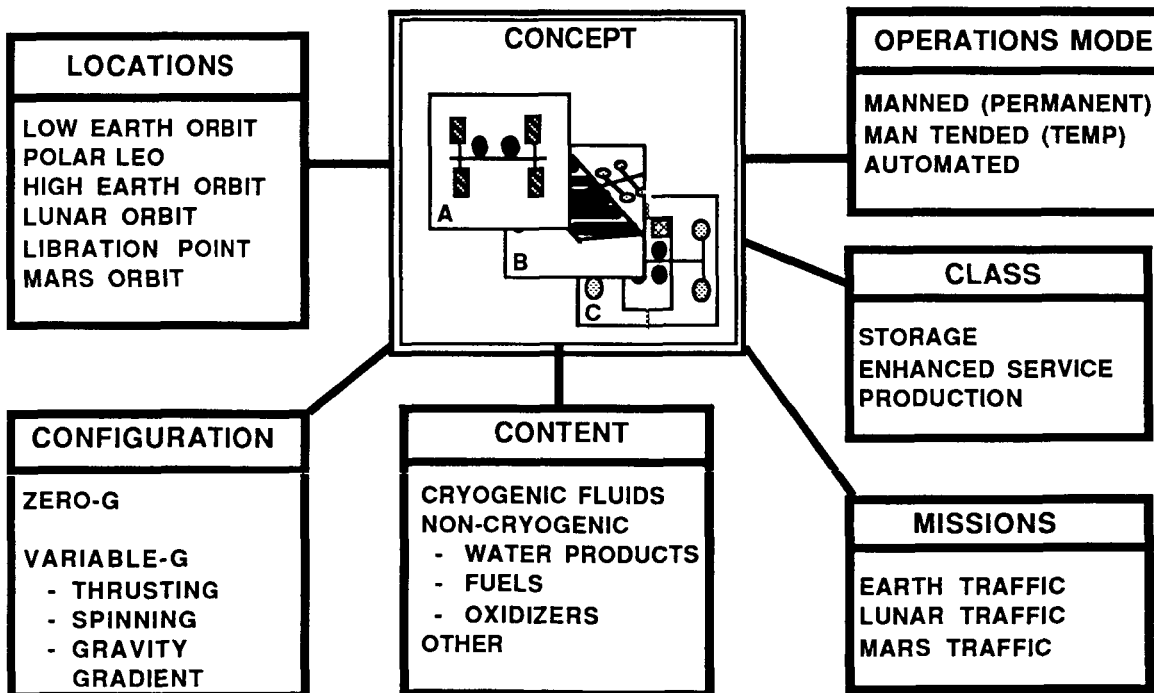 LOCATIONS
LOW EARTH ORBIT
POLAR LEO
HIGH EARTH ORBIT
LUNAR ORBIT
LIBRATION POINT
MARS ORBIT
CONCEPT
A
B
C
OPERATIONS MODE
MANNED (PERMANENT)
MAN TENDED (TEMP)
AUTOMATED
CLASS
STORAGE
ENHANCED SERVICE
PRODUCTION
CONFIGURATION
ZERO-G
VARIABLE-G
- THRUSTING
- SPINNING
- GRAVITY
GRADIENT
CONTENT
CRYOGENIC FLUIDS
NON-CRYOGENIC
- WATER PRODUCTS
- FUELS
- OXIDIZERS
OTHER
MISSIONS
EARTH TRAFFIC
LUNAR TRAFFIC
MARS TRAFFIC